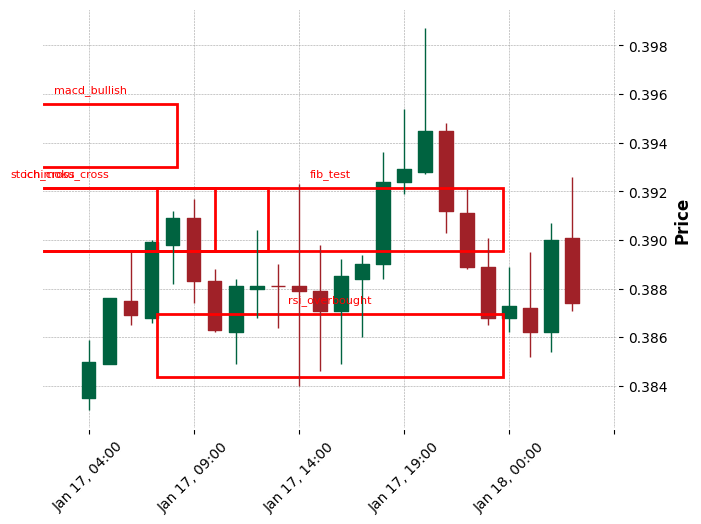 0.398
0.396
macd_bullish
0.394
fib_test
0.392
0.390
Price
0.388
rsi_overbought
0.386
0.384
Jan 17, 04:00
Jan 17, 09:00
Jan 17, 14:00
Jan 17, 19:00
Jan 18, 00:00